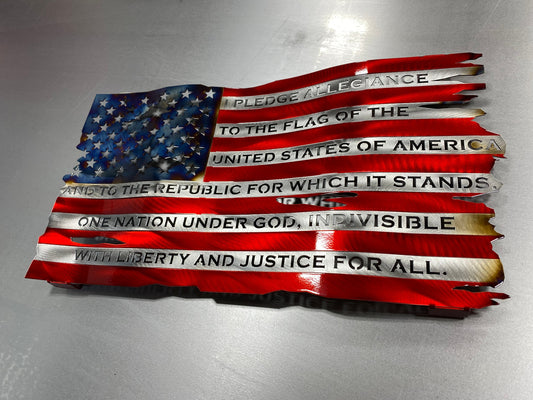 I PLEDGE ALLEGIANCE
TO THE FLAG OF THE
UNITED STATES OF AMERICA
AND TO THE REPUBLIC FOR WHICH IT STANDS,
ONE NATION UNDER GOD, INDIVISIBLE
WITH LIBERTY AND JUSTICE FOR ALL.